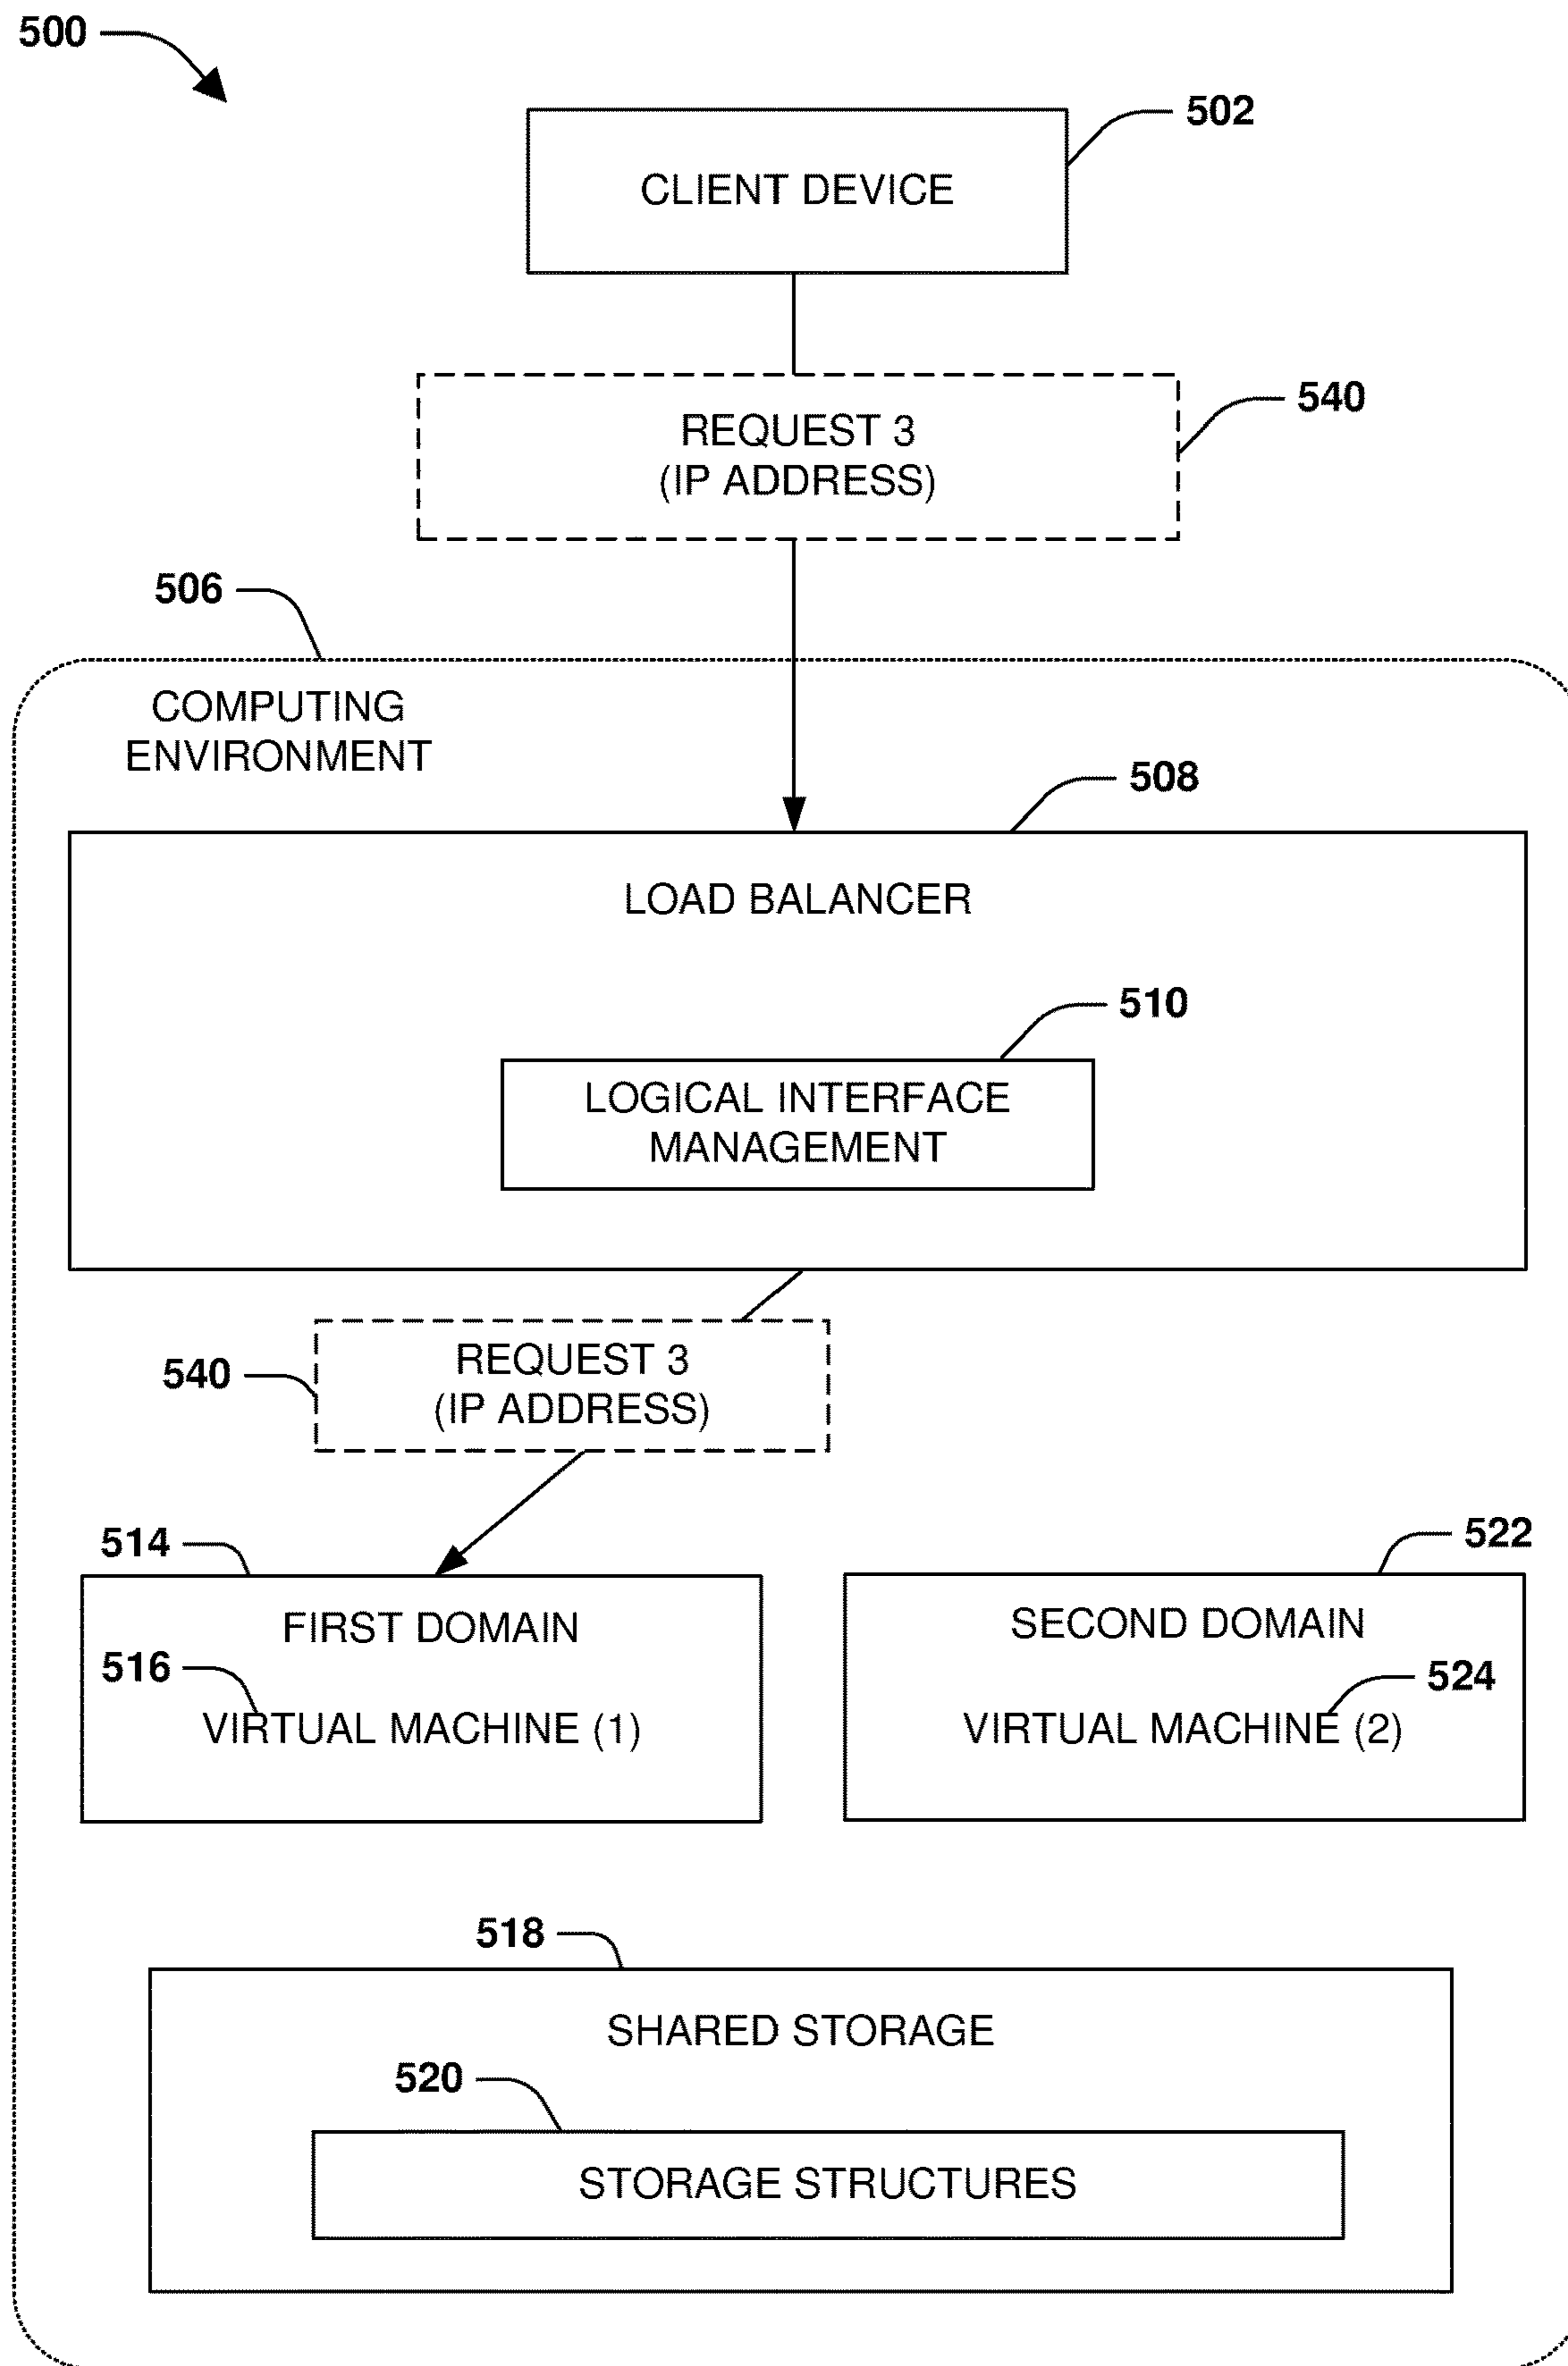 500
502
CLIENT DEVICE
540
REQUEST 3
(IP ADDRESS)
506
COMPUTING
ENVIRONMENT
508
LOAD BALANCER
510
LOGICAL INTERFACE
MANAGEMENT
540
REQUEST 3
(IP ADDRESS)
514
FIRST DOMAIN
516
VIRTUAL MACHINE (1)
522
SECOND DOMAIN
524
VIRTUAL MACHINE (2)
518
SHARED STORAGE
520
STORAGE STRUCTURES